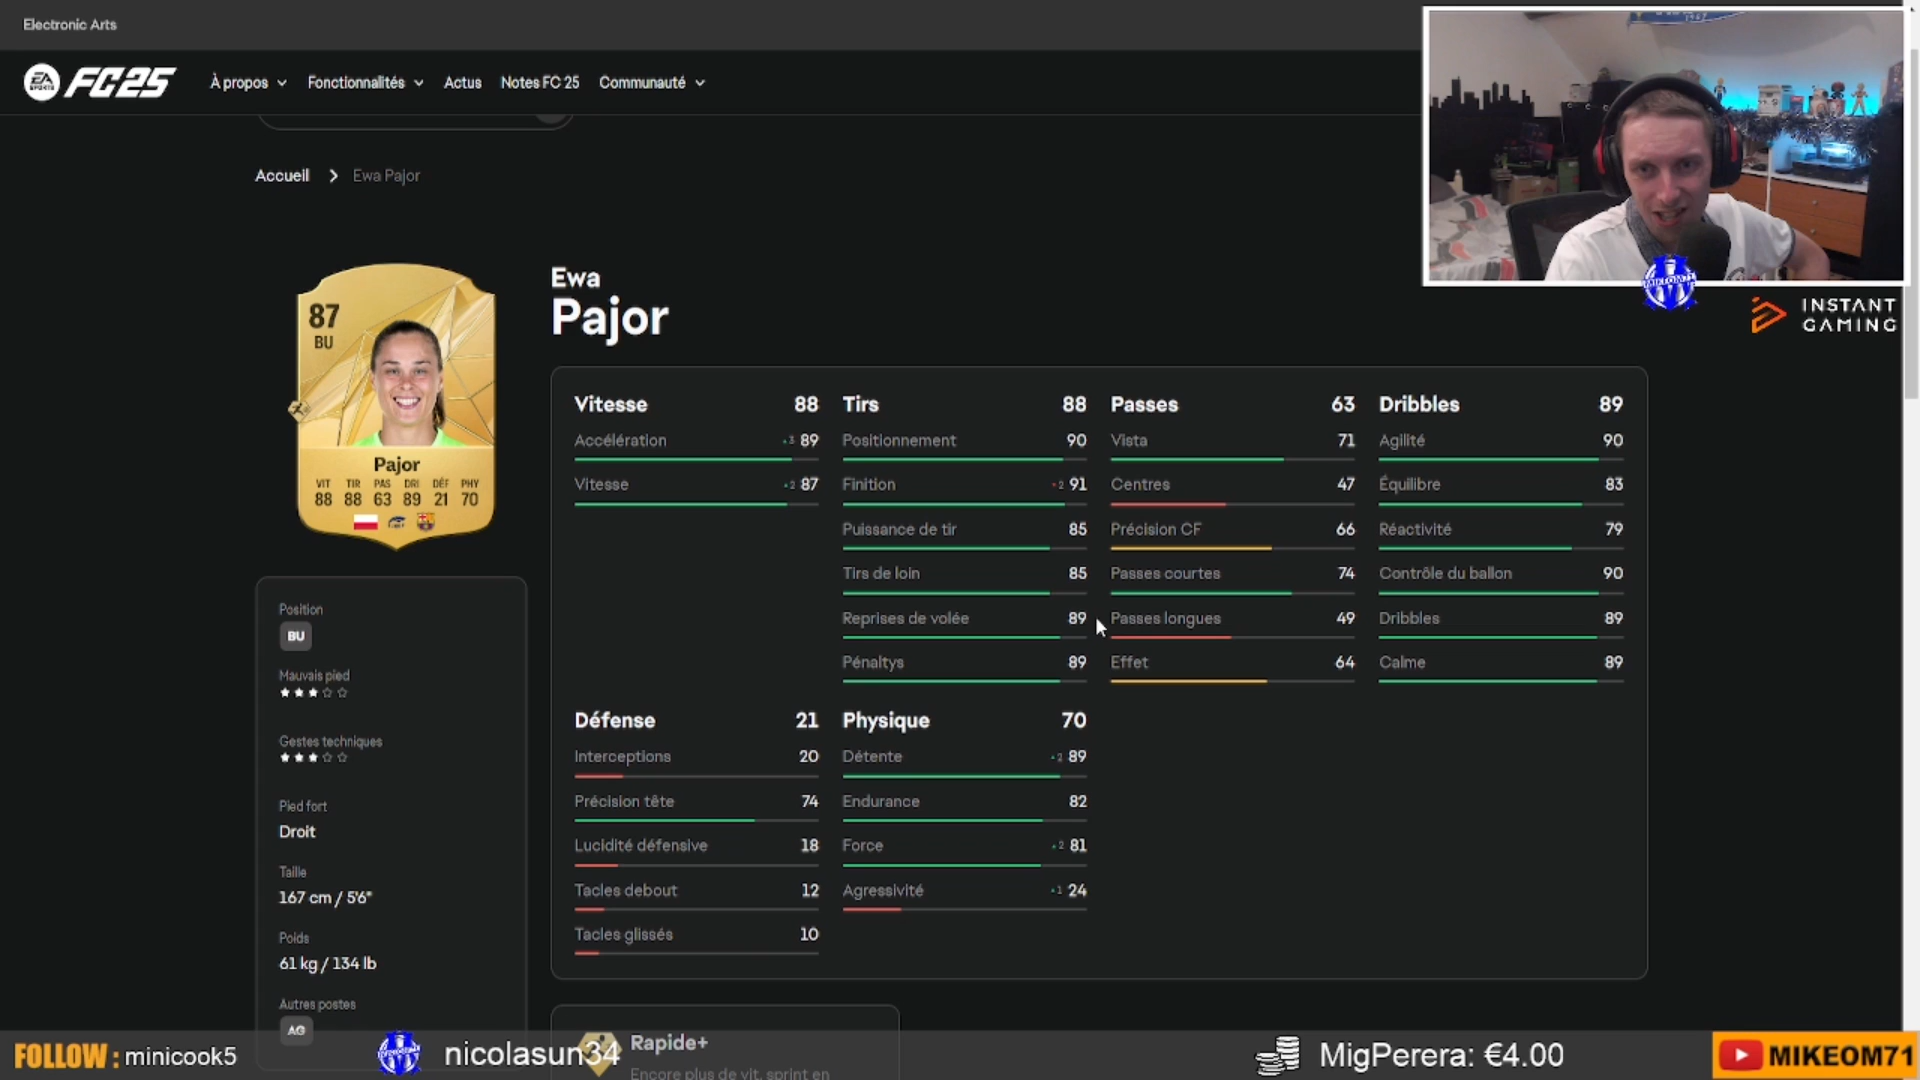 Electronic Arts
EA SPORTS FC25
À propos
Fonctionnalités
Actus
Notes FC 25
Communauté
Accueil
Ewa Pajor
87
BU
Pajor
VIT TIR PAS DRI DÉF PHY
88 88 63 89 21 70
Ewa
Pajor
INSTANT
GAMING
Vitesse 88
Accélération 3 89
Vitesse 2 87
Tirs 88
Positionnement 90
Finition 2 91
Puissance de tir 85
Tirs de loin 85
Reprises de volée 89
Pénaltys 89
Passes 63
Vista 71
Centres 47
Précision CF 66
Passes courtes 74
Passes longues 49
Effet 64
Dribbles 89
Agilité 90
Équilibre 83
Réactivité 79
Contrôle du ballon 90
Dribbles 89
Calme 89
Défense 21
Interceptions 20
Précision tête 74
Lucidité défensive 18
Tacles debout 12
Tacles glissés 10
Physique 70
Détente 2 89
Endurance 82
Force 2 81
Agressivité 1 24
Position
BU
Mauvais pied
Gestes techniques
Pied fort
Droit
Taille
167 cm / 5'6"
Poids
61 kg / 134 lb
Autres postes
AG
Rapide+
Encore plus de vit. sprint en
FOLLOW : minicook5
nicolasun34
MigPerera: €4.00
MIKEOM71